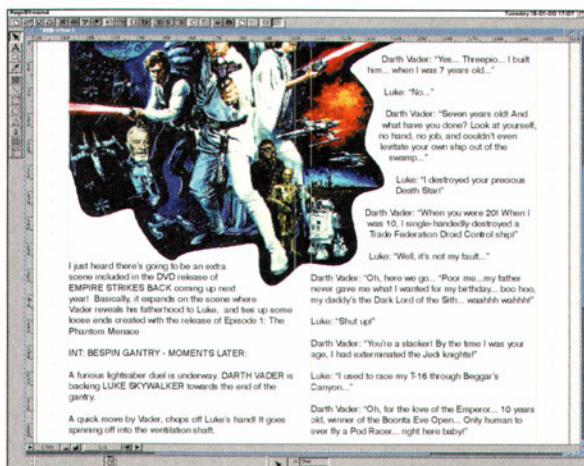 PageStream4
Tuesday 18-01-00 17:07
I just heard there's going to be an extra
scene included in the DVD release of
EMPIRE STRIKES BACK coming up next
year! Basically, it expands on the scene where
Vader reveals his fatherhood to Luke, and ties up some
loose ends created with the release of Episode 1: The
Phantom Menace
INT: BESPIN GANTRY - MOMENTS LATER:
A furious lightsaber duel is underway. DARTH VADER is
backing LUKE SKYWALKER towards the end of the
gantry.
A quick move by Vader, chops off Luke's hand! It goes
spinning off into the ventilation shaft.
Darth Vader: "Yes... Threepio... I built
him... when I was 7 years old..."
Luke: "No..."
Darth Vader: "Seven years old! And
what have you done? Look at yourself,
no hand, no job, and couldn't even
levitate your own ship out of the
swamp..."
Luke: "I destroyed your precious
Death Star!"
Darth Vader: "When you were 20! When I
was 10, I single-handedly destroyed a
Trade Federation Droid Control ship!"
Luke: "Well, it's not my fault..."
Darth Vader: "Oh, here we go... "Poor me...my father
never gave me what I wanted for my birthday... boo hoo,
my daddy's the Dark Lord of the Sith... waahhh wahhhh!"
Luke: "Shut up!"
Darth Vader: "You're a slacker! By the time I was your
age, I had exterminated the Jedi knights!"
Luke: "I used to race my T-16 through Beggar's
Canyon..."
Darth Vader: "Oh, for the love of the Emperor... 10 years
old, winner of the Boonta Eve Open... Only human to
ever fly a Pod Racer... right here baby!"